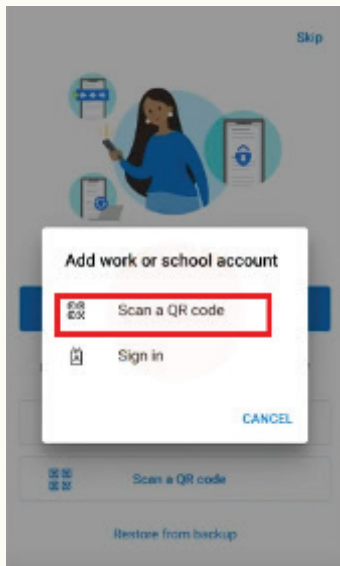 Skip
Add work or school account
Scan a QR code
Sign in
CANCEL
Scan a QR code
Restore from backup